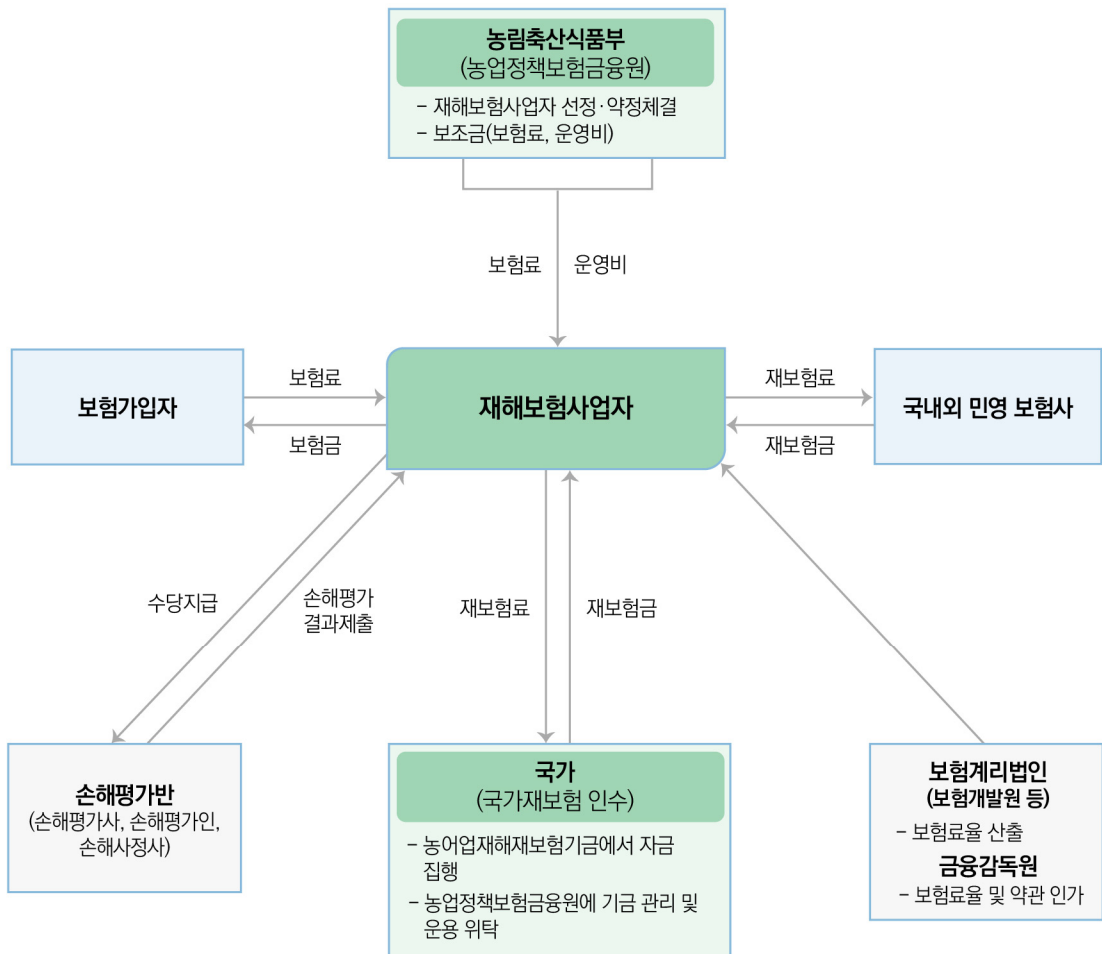 농림축산식품부
(농업정책보험금융원)
- 재해보험사업자 선정·약정체결
- 보조금(보험료, 운영비)
보험료
운영비
보험가입자
보험료
보험금
재해보험사업자
재보험료
재보험금
국내외 민영 보험사
수당지급
손해평가
결과제출
재보험료
재보험금
손해평가반
(손해평가사, 손해평가인,
손해사정사)
국가
(국가재보험 인수)
- 농어업재해재보험기금에서 자금
집행
- 농업정책보험금융원에 기금 관리 및
운용 위탁
보험계리법인
(보험개발원 등)
- 보험료율 산출
금융감독원
- 보험료율 및 약관 인가